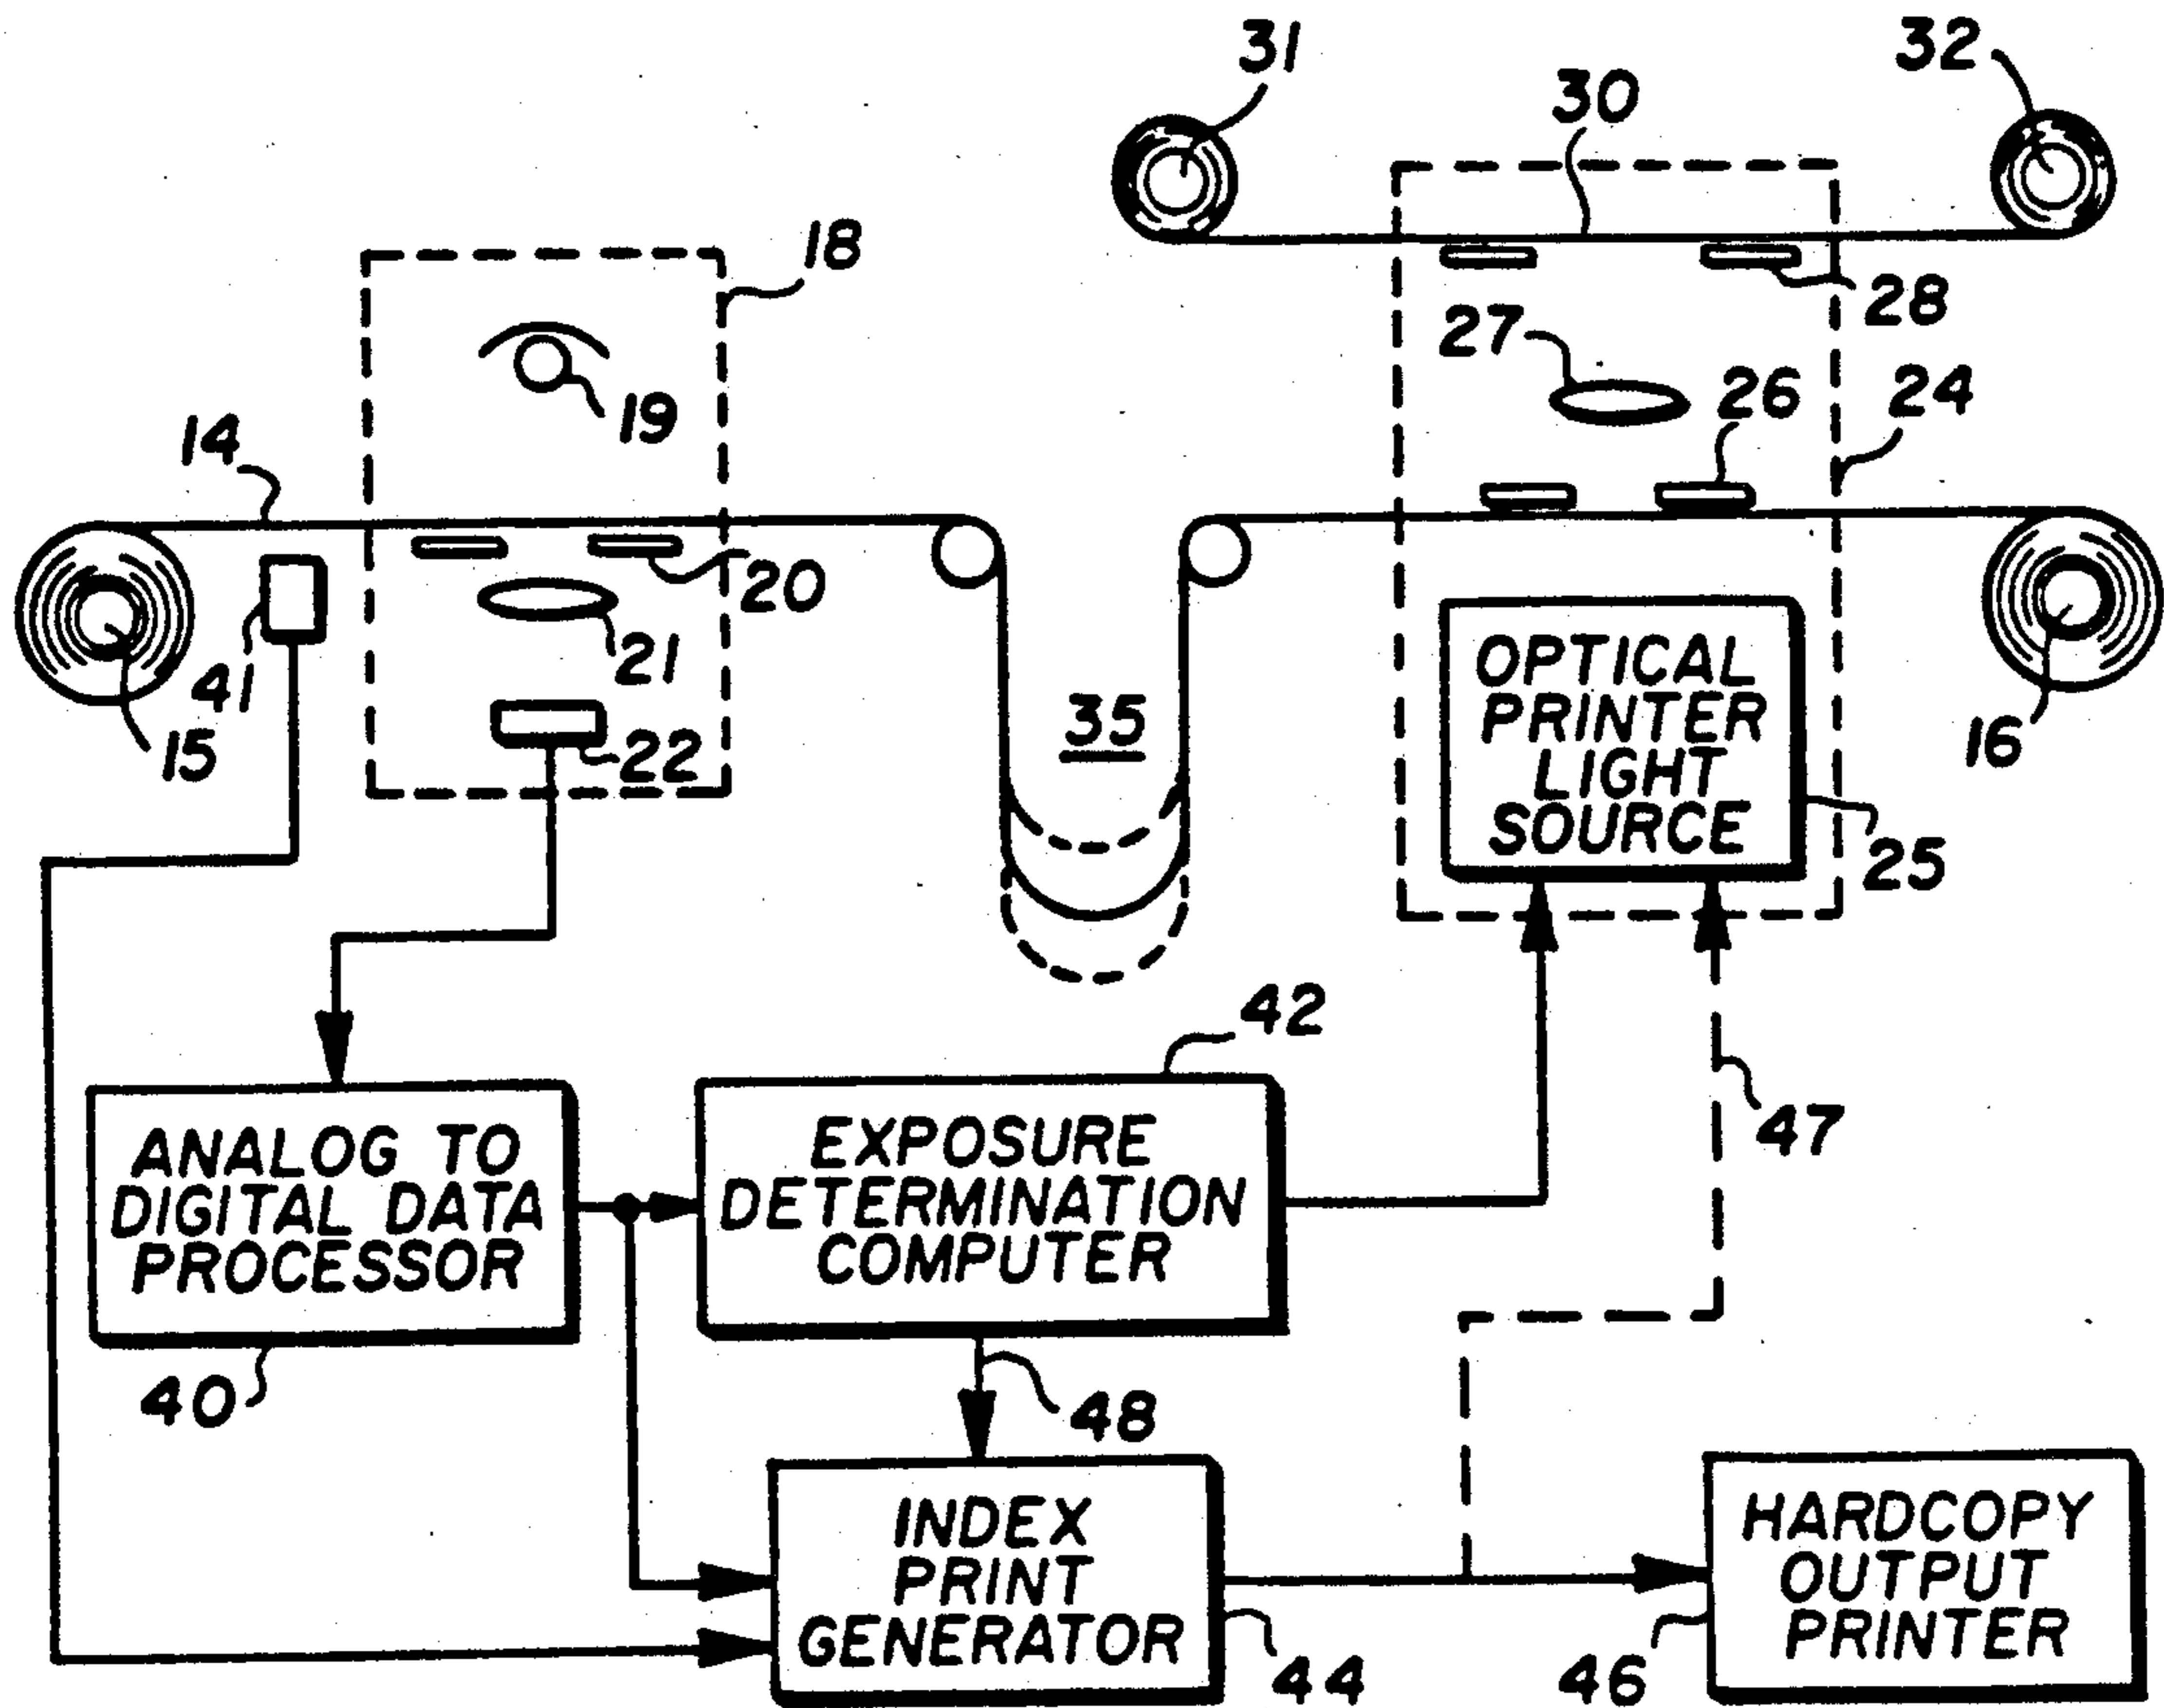 31
32
30
18
28
27
19
26
24
14
20
21
41
15
22
35
OPTICAL
PRINTER
LIGHT
SOURCE
16
25
42
47
ANALOG TO
DIGITAL DATA
PROCESSOR
EXPOSURE
DETERMINATION
COMPUTER
40
48
INDEX
PRINT
GENERATOR
HARDCOPY
OUTPUT
PRINTER
44
46